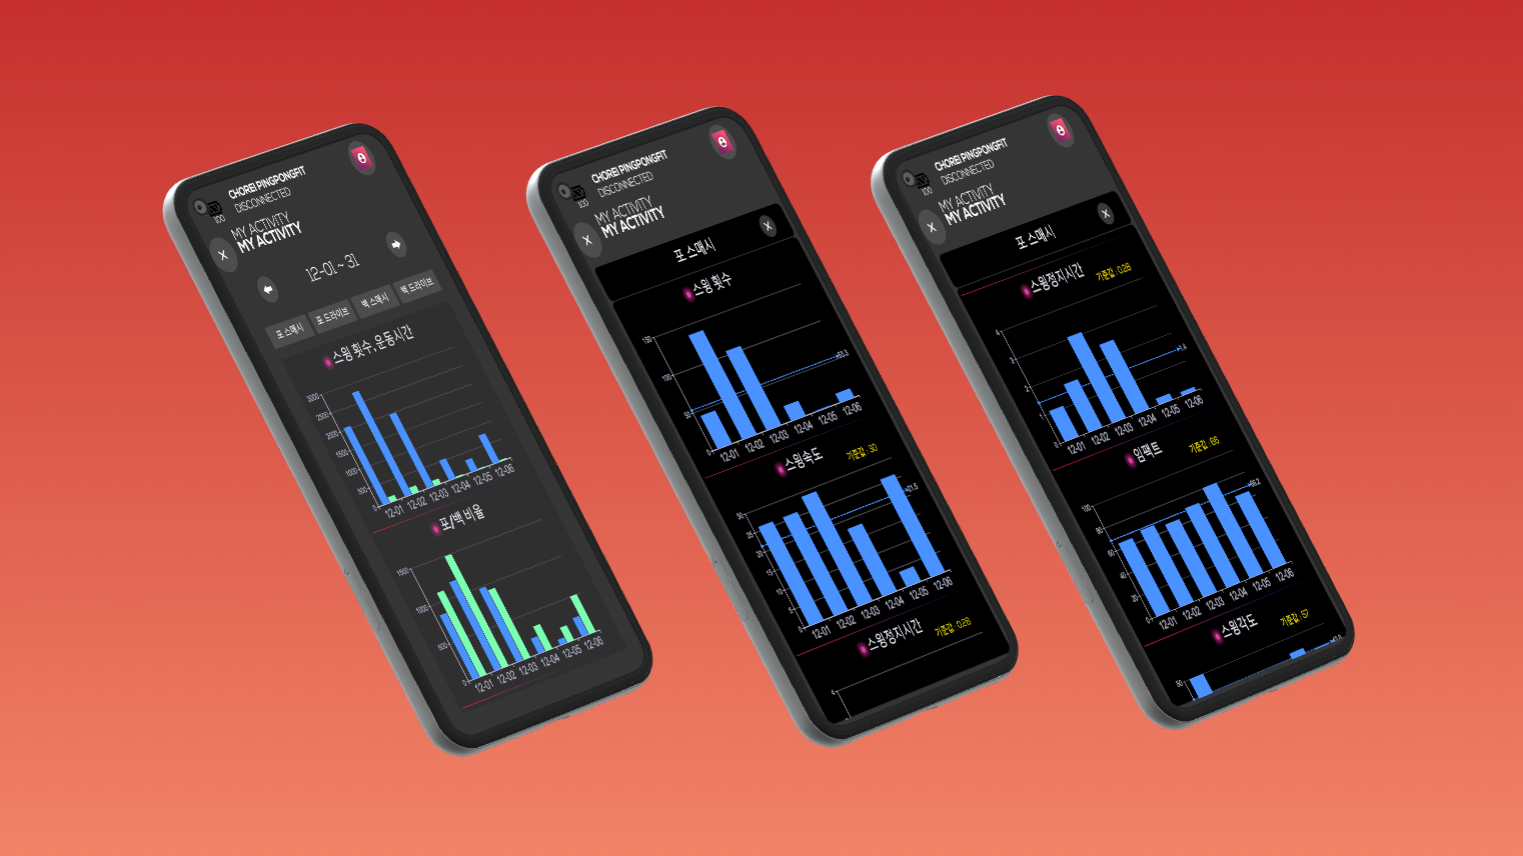 CHOREI PINGPONGFIT
DISCONNECTED
100
MY ACTIVITY
MY ACTIVITY
X
12-01 ~ 31
포 스매시
포 드라이브
백 스매시
백 드라이브
스윙 횟수, 운동시간
3000
2500
2000
1500
1000
500
0
12-01
12-02
12-03
12-04
12-05
12-06
포/백 비율
1500
1000
500
0
12-01
12-02
12-03
12-04
12-05
12-06
CHOREI PINGPONGFIT
DISCONNECTED
100
MY ACTIVITY
MY ACTIVITY
X
포 스매시
X
스윙 횟수
150
100
50
0
12-01
12-02
12-03
12-04
12-05
12-06
스윙속도
기준값 : 30
30
25
20
15
10
5
0
12-01
12-02
12-03
12-04
12-05
12-06
스윙정지시간
기준값 : 0.26
4
CHOREI PINGPONGFIT
DISCONNECTED
100
MY ACTIVITY
MY ACTIVITY
X
포 스매시
X
스윙정지시간
기준값 : 0.26
4
3
2
1
0
1.4
12-01
12-02
12-03
12-04
12-05
12-06
임팩트
기준값 : 66
100
80
60
40
20
0
12-01
12-02
12-03
12-04
12-05
12-06
스윙각도
기준값 : 57